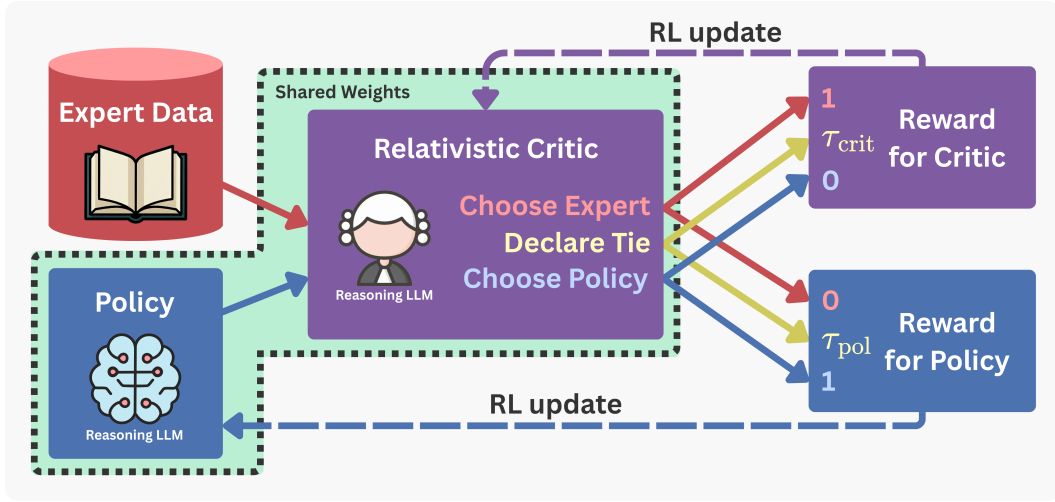 RL update
Shared Weights
Expert Data
Relativistic Critic
Choose Expert
Declare Tie
Choose Policy
Reasoning LLM
1
τcrit
0
Reward
for Critic
Policy
Reasoning LLM
0
τpol
1
Reward
for Policy
RL update